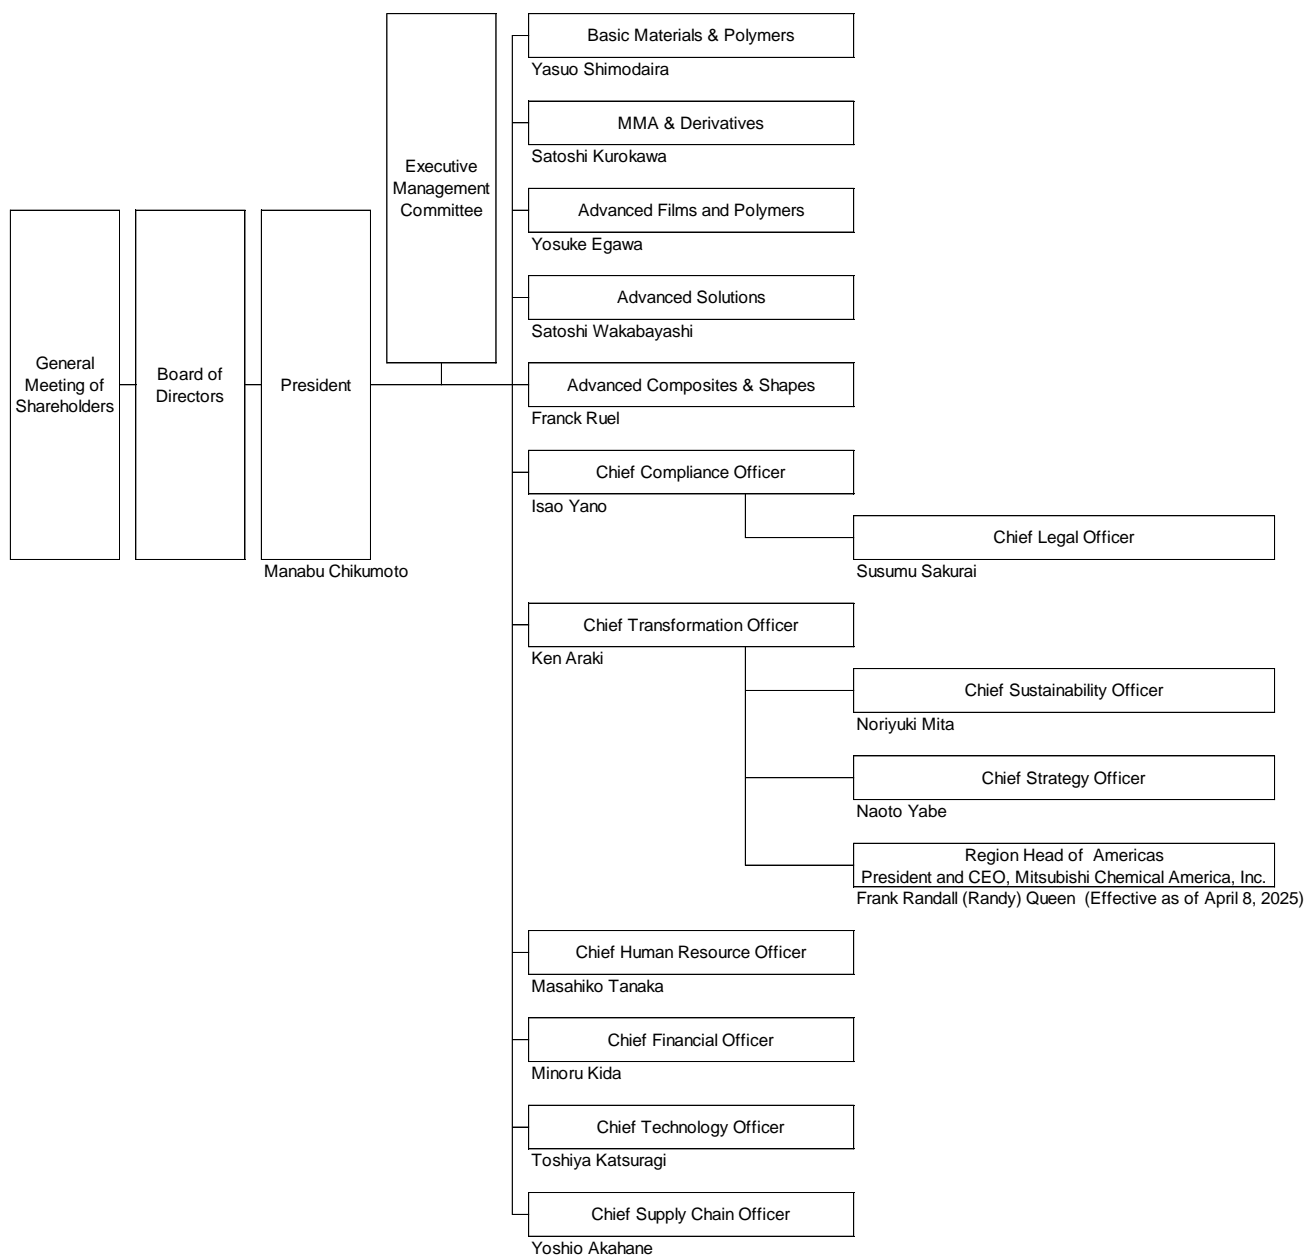 General
Meeting of
Shareholders
Board of
Directors
President
Manabu Chikumoto
Executive
Management
Committee
Basic Materials & Polymers
Yasuo Shimodaira
MMA & Derivatives
Satoshi Kurokawa
Advanced Films and Polymers
Yosuke Egawa
Advanced Solutions
Satoshi Wakabayashi
Advanced Composites & Shapes
Franck Ruel
Chief Compliance Officer
Isao Yano
Chief Legal Officer
Susumu Sakurai
Chief Transformation Officer
Ken Araki
Chief Sustainability Officer
Noriyuki Mita
Chief Strategy Officer
Naoto Yabe
Region Head of Americas
President and CEO, Mitsubishi Chemical America, Inc.
Frank Randall (Randy) Queen (Effective as of April 8, 2025)
Chief Human Resource Officer
Masahiko Tanaka
Chief Financial Officer
Minoru Kida
Chief Technology Officer
Toshiya Katsuragi
Chief Supply Chain Officer
Yoshio Akahane